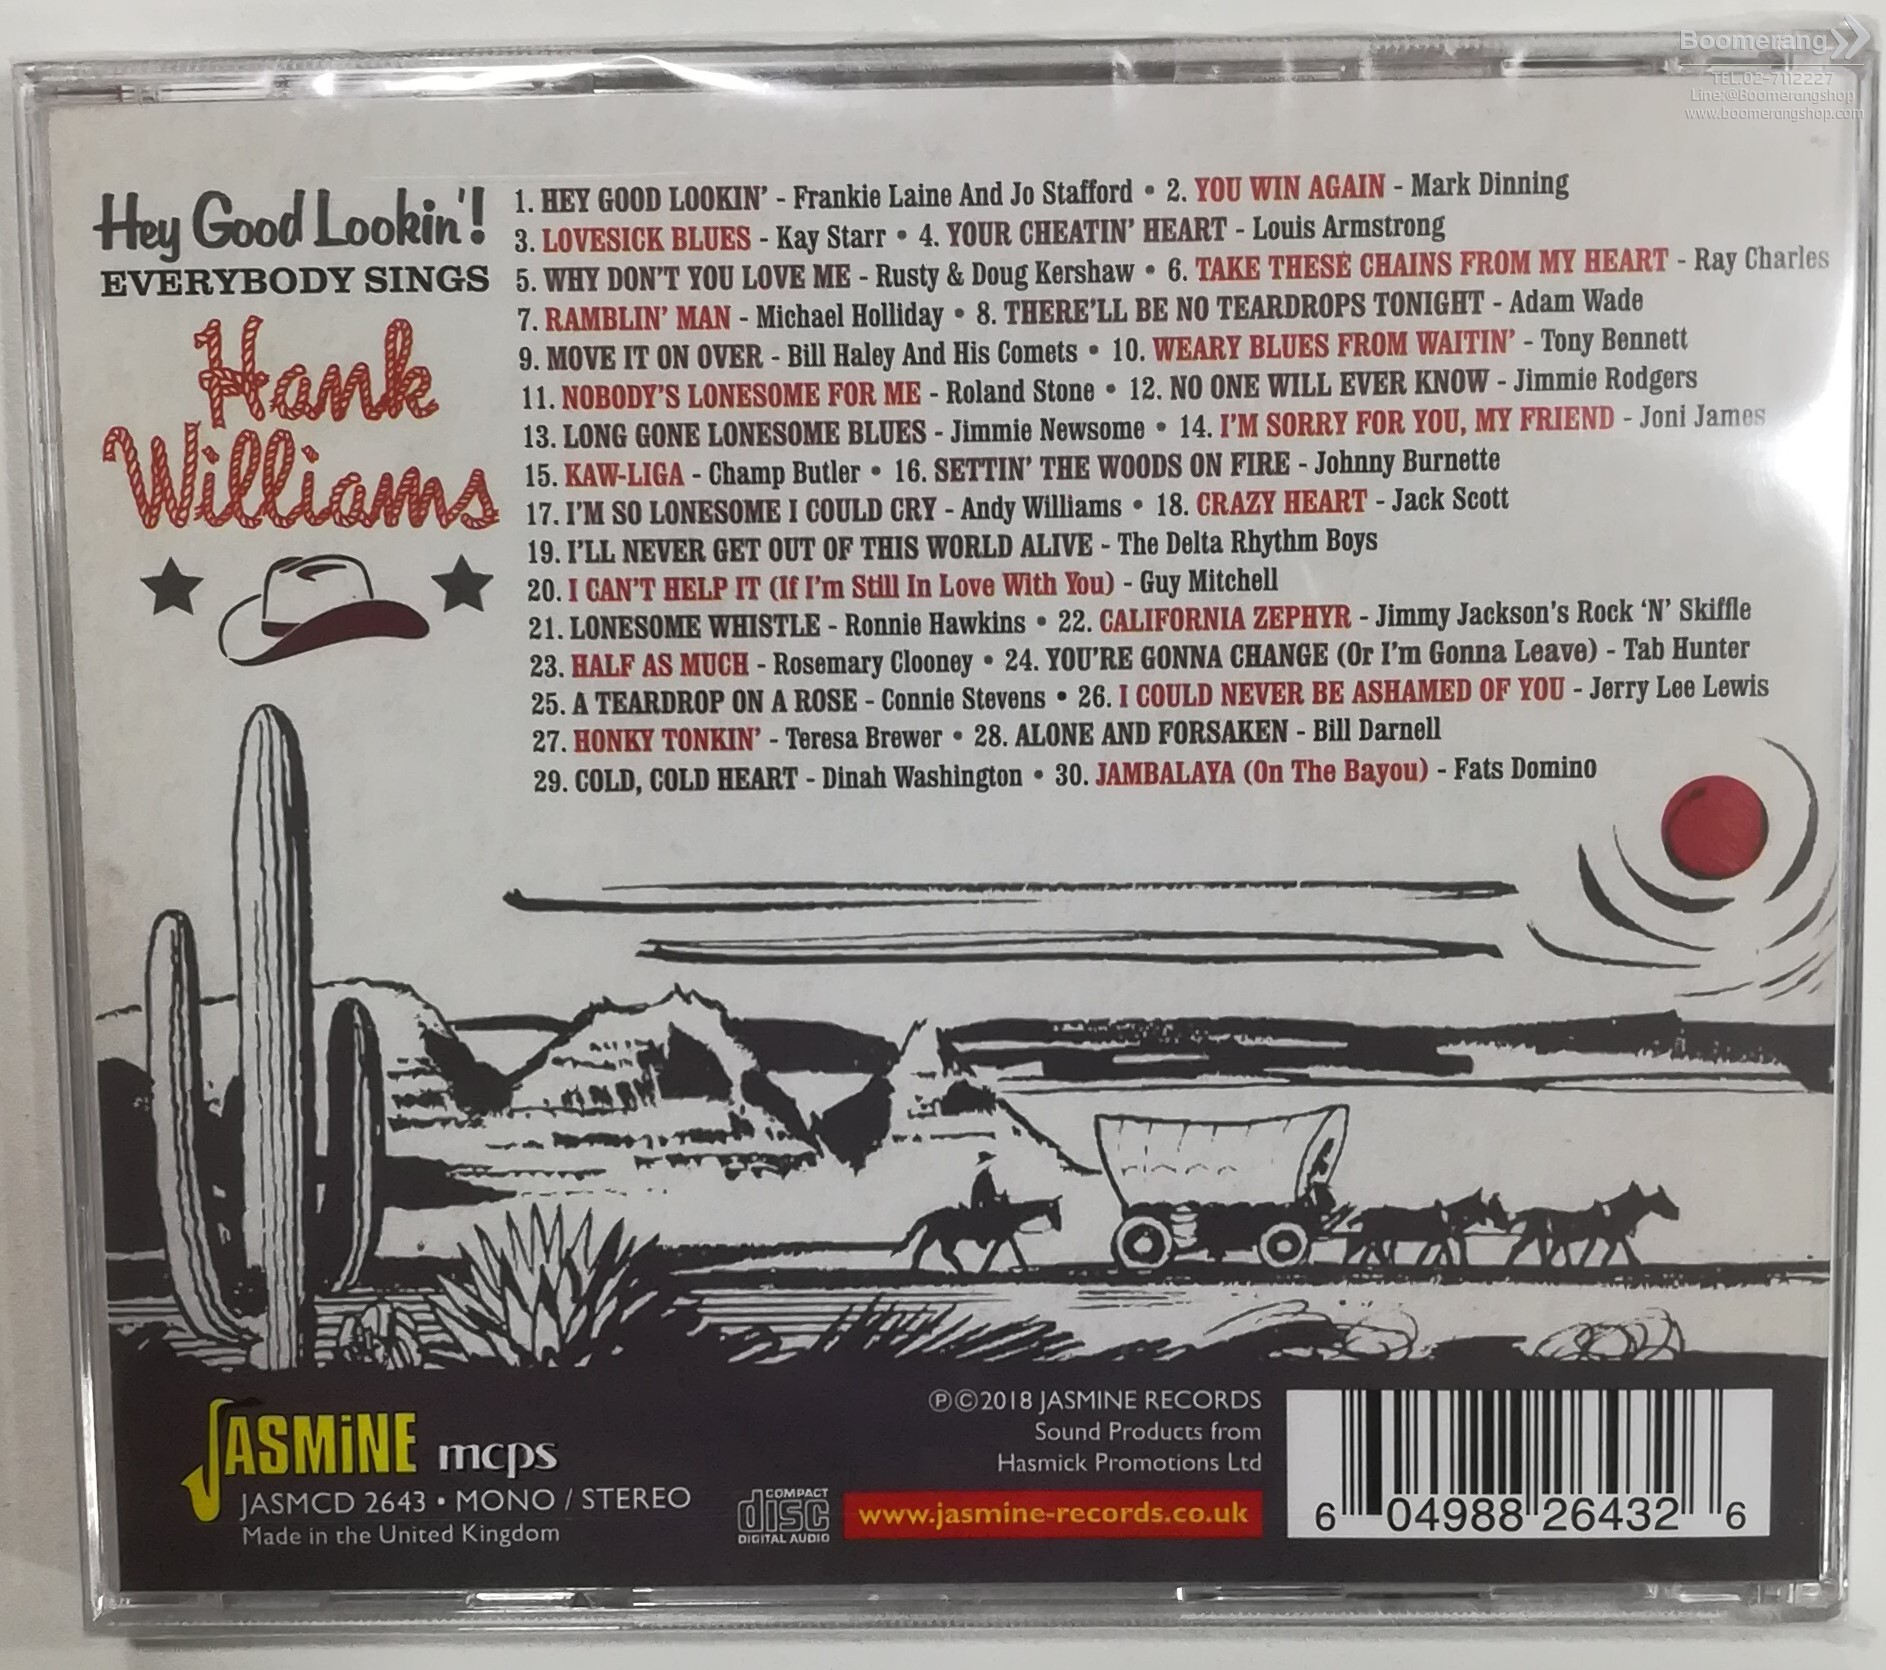 Boomerang
TEL.02-7112227
Line:@Boomerangshop
www.boomerangshop.com
Hey Good Lookin'!
EVERYBODY SINGS
Hank
Williams
1. HEY GOOD LOOKIN' - Frankie Laine And Jo Stafford • 2. YOU WIN AGAIN - Mark Dinning
3. LOVESICK BLUES - Kay Starr • 4. YOUR CHEATIN' HEART - Louis Armstrong
5. WHY DON'T YOU LOVE ME - Rusty & Doug Kershaw • 6. TAKE THESE CHAINS FROM MY HEART - Ray Charles
7. RAMBLIN' MAN - Michael Holliday • 8. THERE'LL BE NO TEARDROPS TONIGHT - Adam Wade
9. MOVE IT ON OVER - Bill Haley And His Comets • 10. WEARY BLUES FROM WAITIN' - Tony Bennett
11. NOBODY'S LONESOME FOR ME - Roland Stone • 12. NO ONE WILL EVER KNOW - Jimmie Rodgers
13. LONG GONE LONESOME BLUES - Jimmie Newsome • 14. I'M SORRY FOR YOU, MY FRIEND - Joni James
15. KAW-LIGA - Champ Butler • 16. SETTIN' THE WOODS ON FIRE - Johnny Burnette
17. I'M SO LONESOME I COULD CRY - Andy Williams • 18. CRAZY HEART - Jack Scott
19. I'LL NEVER GET OUT OF THIS WORLD ALIVE - The Delta Rhythm Boys
20. I CAN'T HELP IT (If I'm Still In Love With You) - Guy Mitchell
21. LONESOME WHISTLE - Ronnie Hawkins • 22. CALIFORNIA ZEPHYR - Jimmy Jackson's Rock 'N' Skiffle
23. HALF AS MUCH - Rosemary Clooney • 24. YOU'RE GONNA CHANGE (Or I'm Gonna Leave) - Tab Hunter
25. A TEARDROP ON A ROSE - Connie Stevens • 26. I COULD NEVER BE ASHAMED OF YOU - Jerry Lee Lewis
27. HONKY TONKIN' - Teresa Brewer • 28. ALONE AND FORSAKEN - Bill Darnell
29. COLD, COLD HEART - Dinah Washington • 30. JAMBALAYA (On The Bayou) - Fats Domino
JASMiNE mcps
JASMCD 2643 • MONO / STEREO
Made in the United Kingdom
COMPACT
disc
DIGITAL AUDIO
℗©2018 JASMINE RECORDS
Sound Products from
Hasmick Promotions Ltd
www.jasmine-records.co.uk
6 04988 26432 6